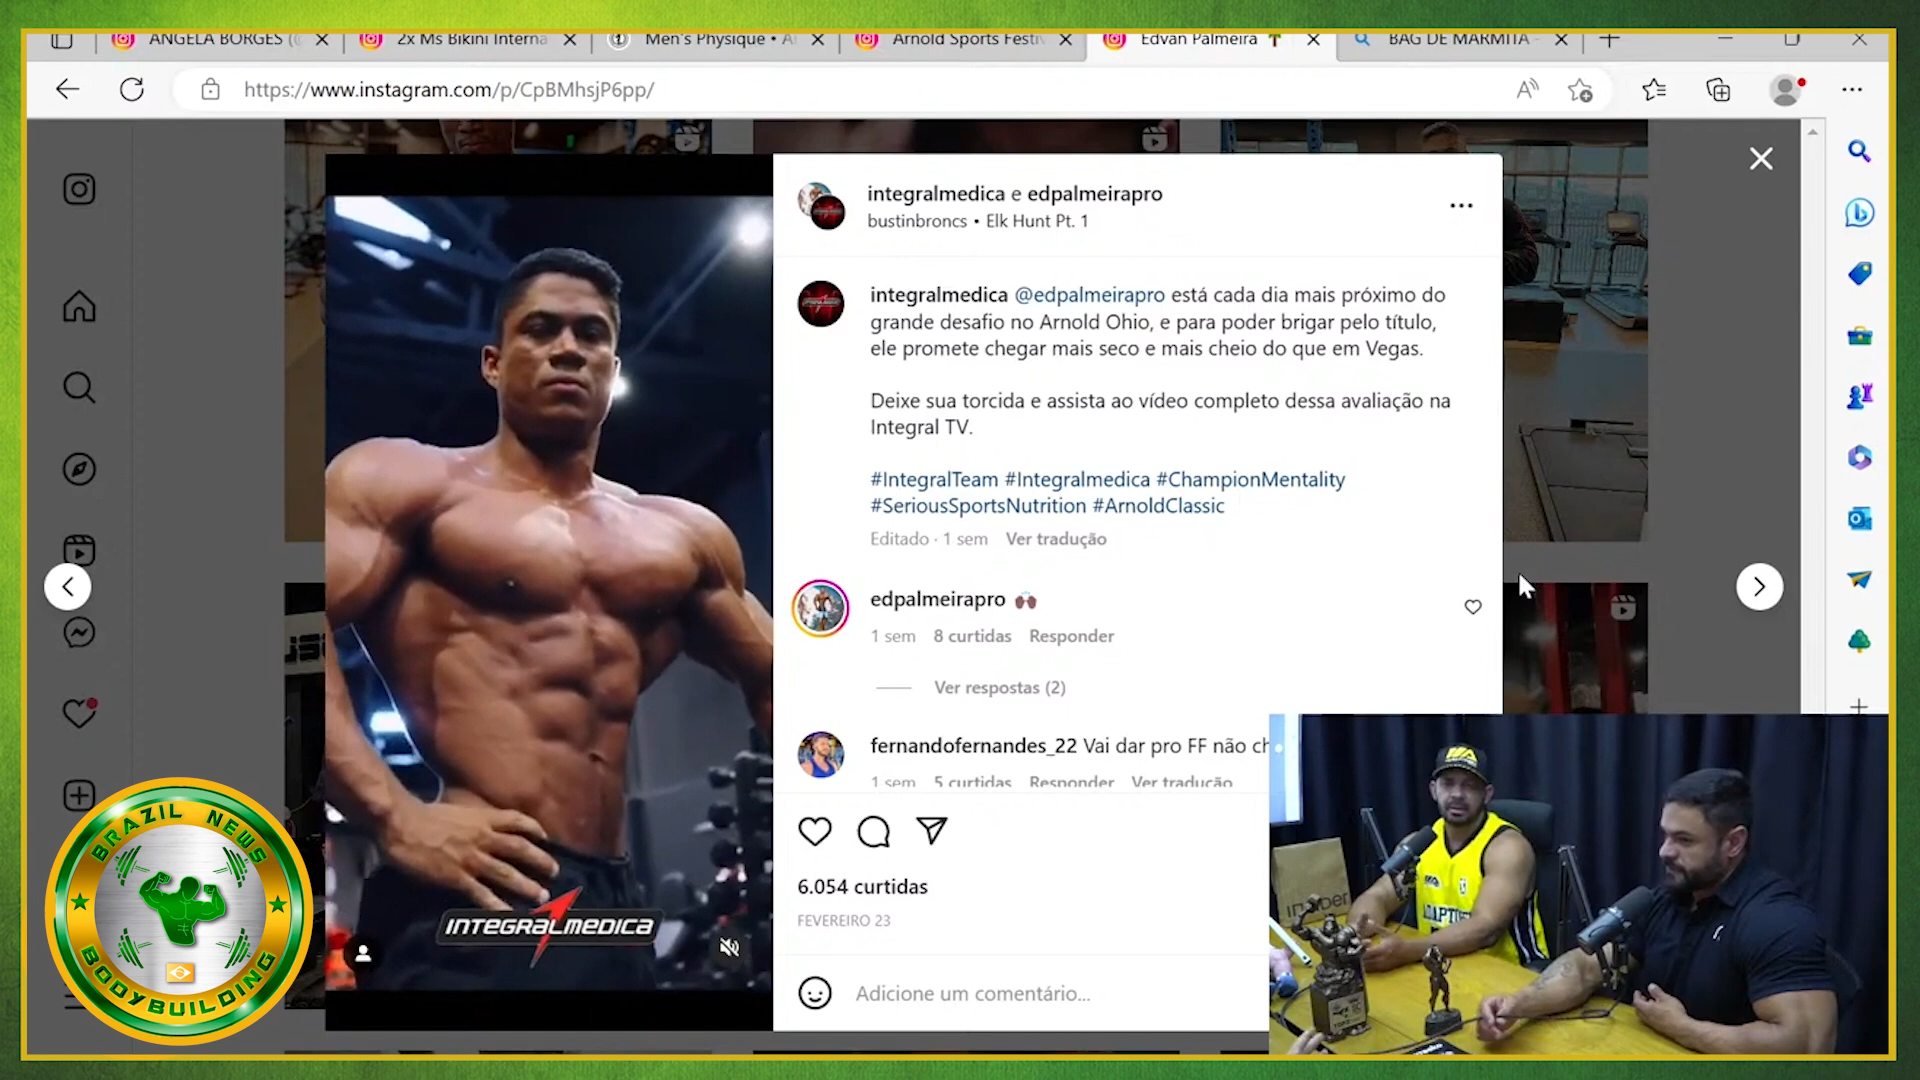 ANGELA BORGES (
2x Ms Bikini Interna
Men's Physique •
Arnold Sports Festi
Edvan Palmeira
BAG DE MARMITA -
https://www.instagram.com/p/CpBMhsjP6pp/
integralmedica e edpalmeirapro
bustinbroncs • Elk Hunt Pt. 1
integralmedica @edpalmeirapro está cada dia mais próximo do
grande desafio no Arnold Ohio, e para poder brigar pelo título,
ele promete chegar mais seco e mais cheio do que em Vegas.
Deixe sua torcida e assista ao vídeo completo dessa avaliação na
Integral TV.
#IntegralTeam #Integralmedica #ChampionMentality
#SeriousSportsNutrition #ArnoldClassic
Editado · 1 sem Ver tradução
edpalmeirapro
1 sem 8 curtidas Responder
Ver respostas (2)
fernandofernandes_22 Vai dar pro FF não ch
1 sem 5 curtidas Responder Ver tradução
6.054 curtidas
FEVEREIRO 23
Adicione um comentário...
INTEGRALMEDICA
BRAZIL NEWS
BODYBUILDING